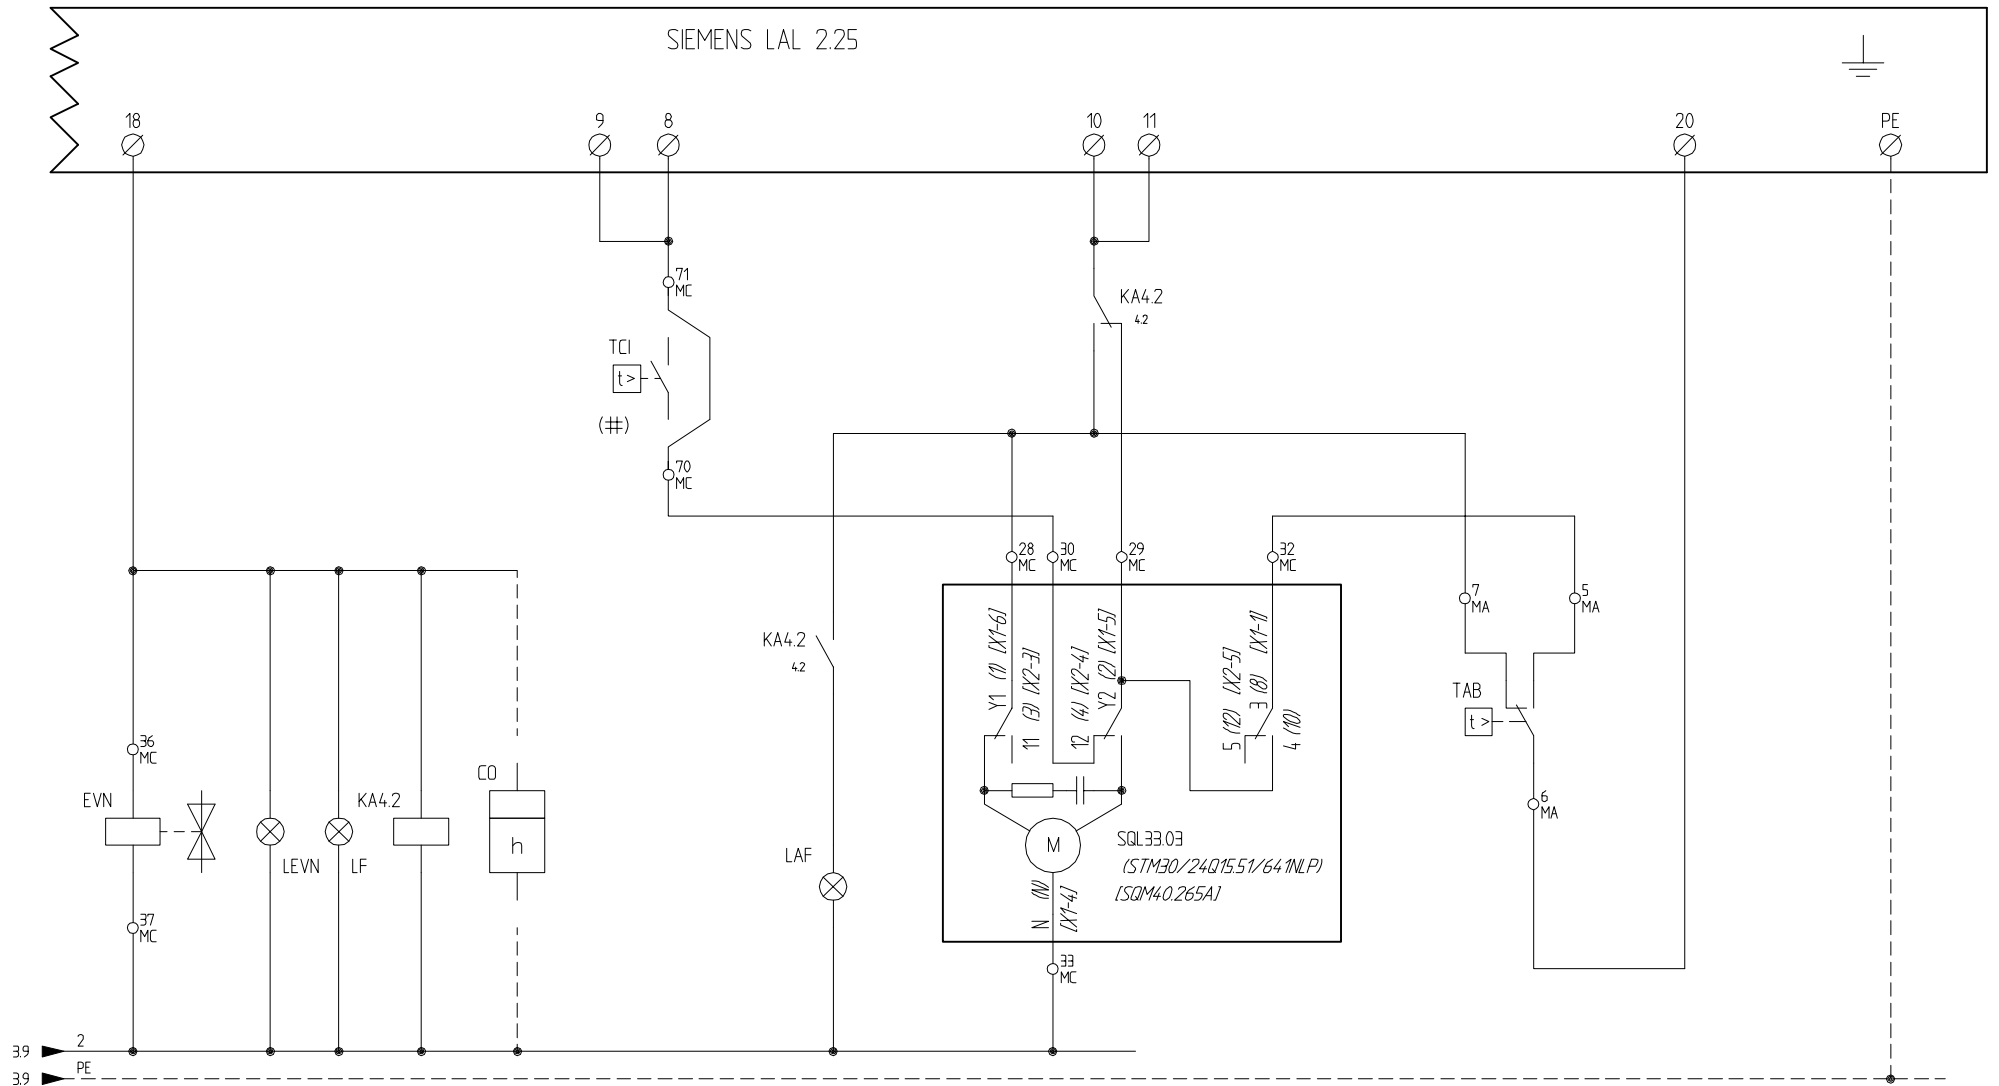 SIEMENS LAL 2.25
18
9
8
10
11
20
PE
71
MC
KA4.2
4.2
TCI
t>
(#)
70
MC
28
MC
30
MC
29
MC
32
MC
7
MA
5
MA
KA4.2
4.2
Y1 (1) [X1-6]
11 (3) [X2-3]
12 (4) [X2-4]
Y2 (2) [X1-5]
5 (12) [X2-5]
3 (8) [X1-1]
4 (10)
TAB
t>
36
MC
CO
EVN
KA4.2
h
6
MA
LEVN
LF
LAF
M
SQL33.03
(STM30/24Q15.51/641NLP)
[SQM40.265A]
N (N)
[X1-4]
37
MC
33
MC
3.9
2
3.9
PE